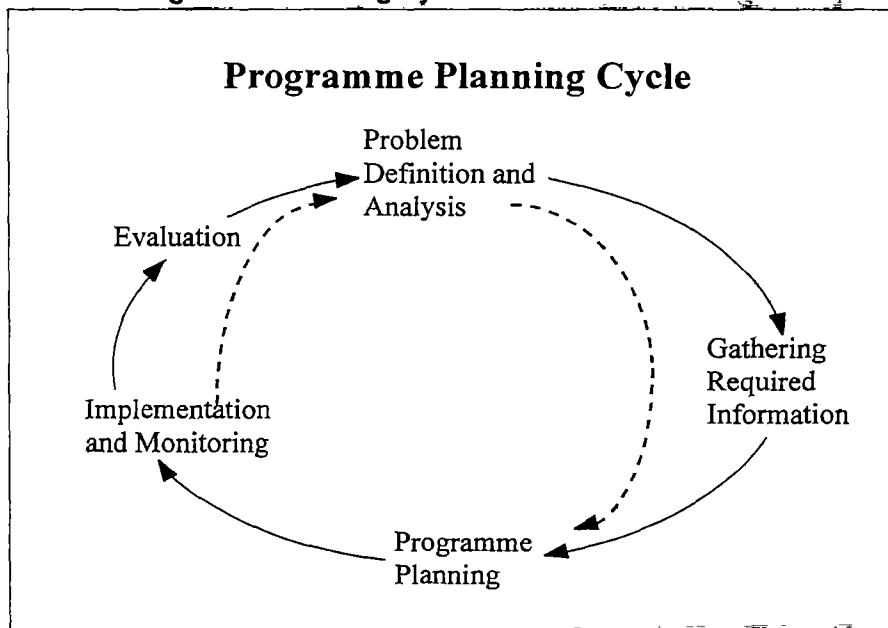 Programme Planning Cycle
Problem
Definition and
Analysis
Evaluation
Gathering
Required
Information
Implementation
and Monitoring
Programme
Planning